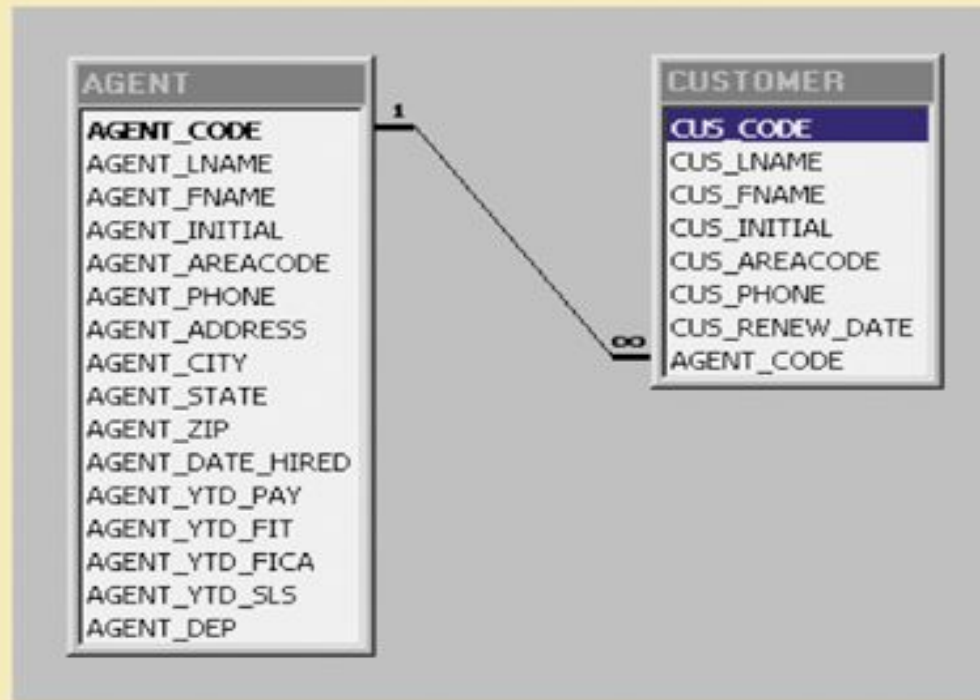 AGENT
AGENT_CODE
AGENT_LNAME
AGENT_FNAME
AGENT_INITIAL
AGENT_AREACODE
AGENT_PHONE
AGENT_ADDRESS
AGENT_CITY
AGENT_STATE
AGENT_ZIP
AGENT_DATE_HIRED
AGENT_YTD_PAY
AGENT_YTD_FIT
AGENT_YTD_FICA
AGENT_YTD_SLS
AGENT_DEP
1
∞
CUSTOMER
CUS_CODE
CUS_LNAME
CUS_FNAME
CUS_INITIAL
CUS_AREACODE
CUS_PHONE
CUS_RENEW_DATE
AGENT_CODE